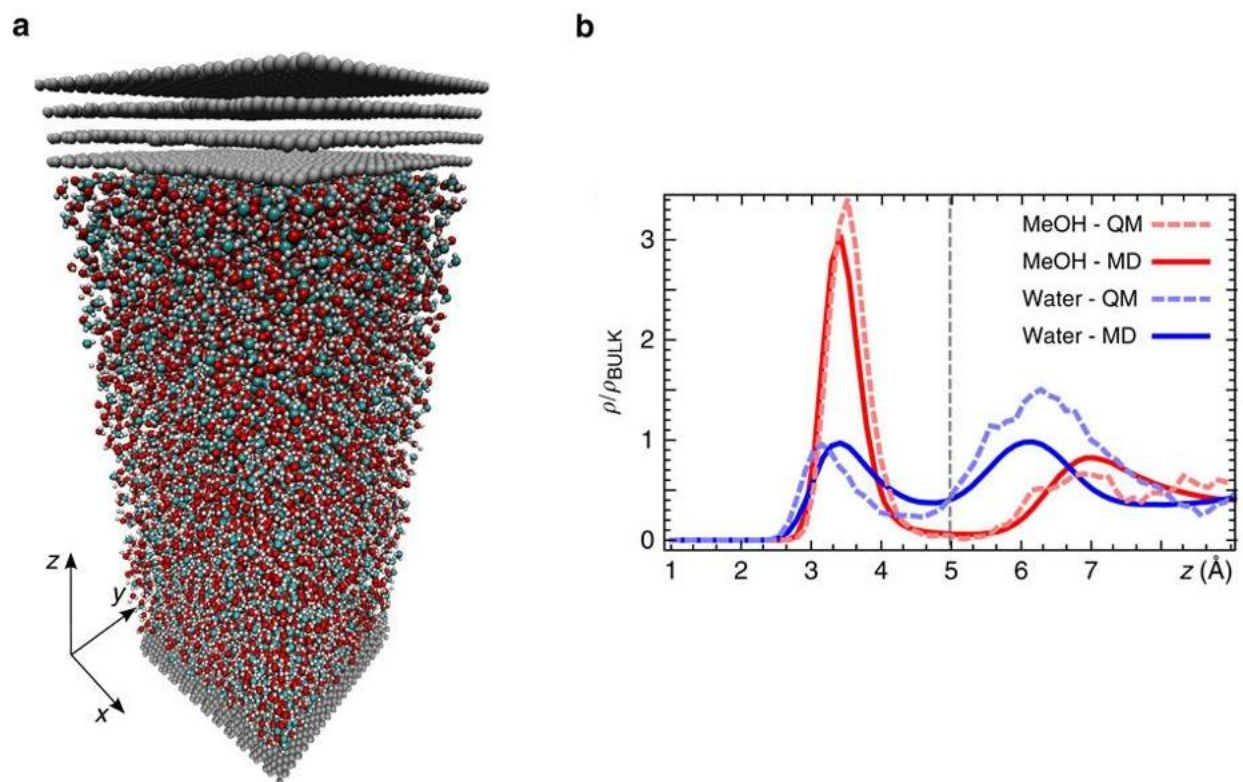 a
z
y
x
b
ρ/ρBULK
3
2
1
0
MeOH - QM
MeOH - MD
Water - QM
Water - MD
1 2 3 4 5 6 7 z (Å)